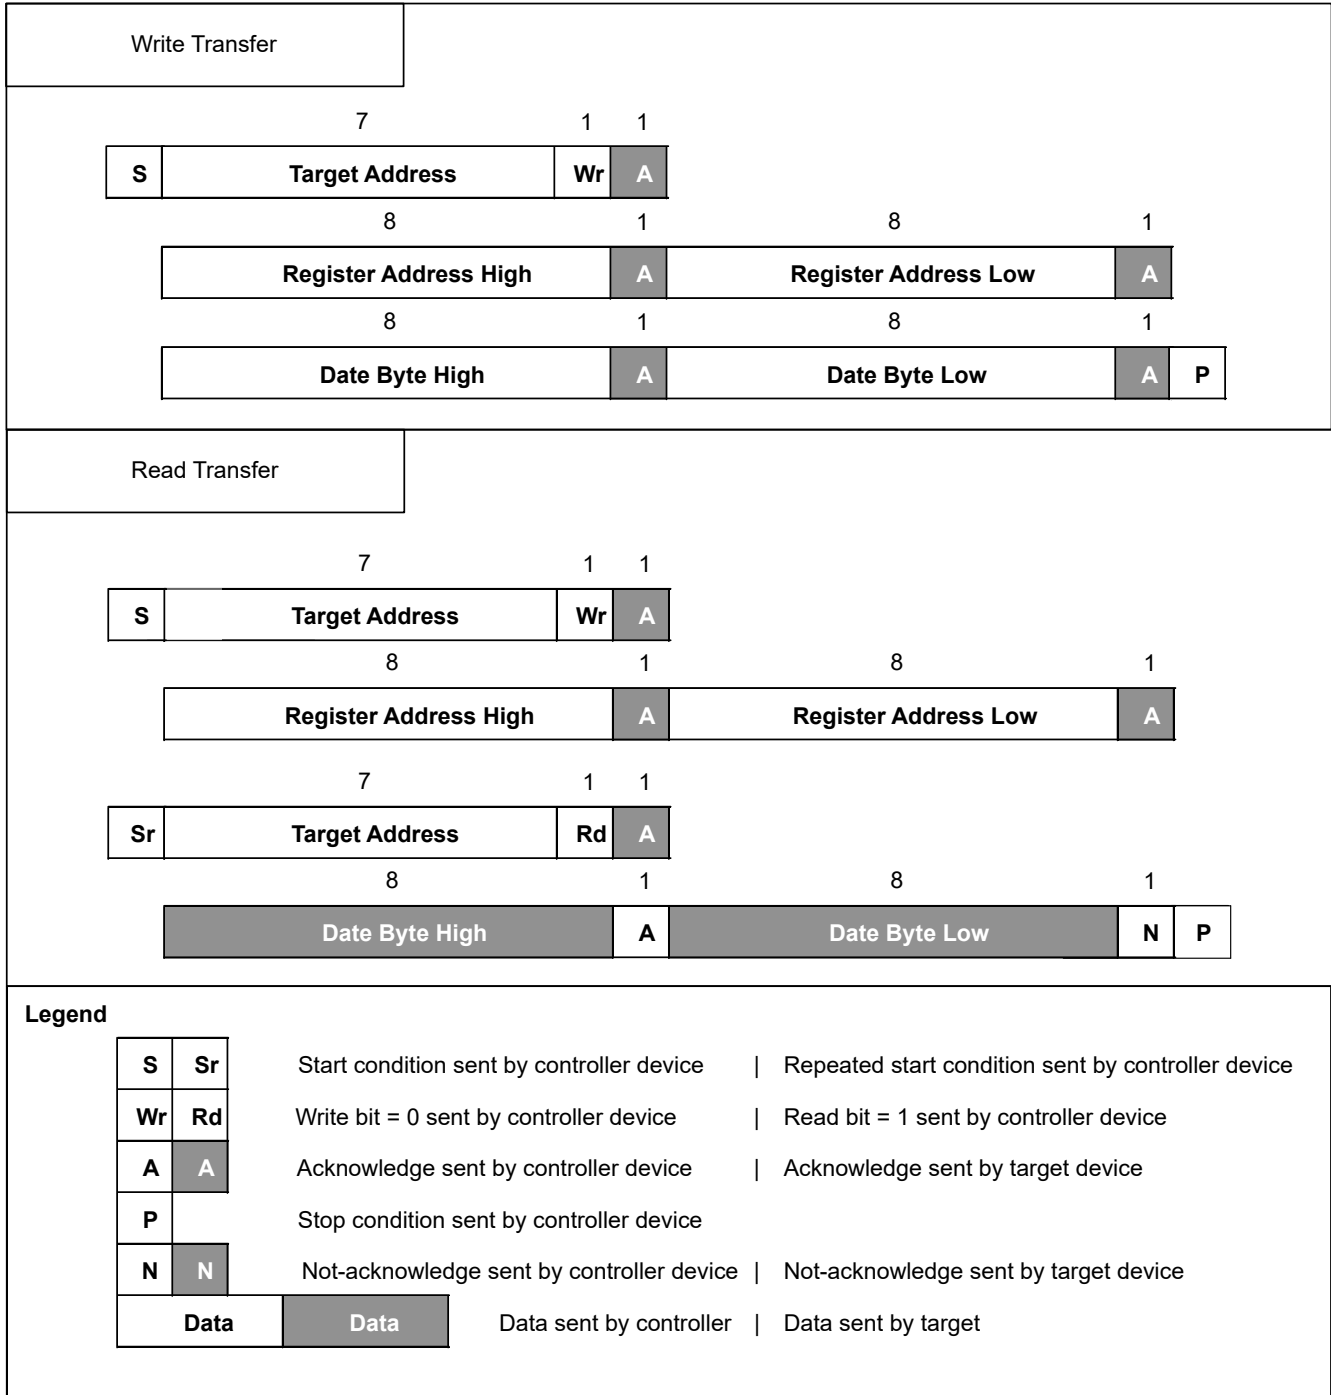 Write Transfer
7 1 1
S Target Address Wr A
8 1 8 1
Register Address High A Register Address Low A
8 1 8 1
Date Byte High A Date Byte Low A P
Read Transfer
7 1 1
S Target Address Wr A
8 1 8 1
Register Address High A Register Address Low A
7 1 1
Sr Target Address Rd A
8 1 8 1
Date Byte High A Date Byte Low N P
Legend
S Sr Start condition sent by controller device | Repeated start condition sent by controller device
Wr Rd Write bit = 0 sent by controller device | Read bit = 1 sent by controller device
A A Acknowledge sent by controller device | Acknowledge sent by target device
P Stop condition sent by controller device
N N Not-acknowledge sent by controller device | Not-acknowledge sent by target device
Data Data Data sent by controller | Data sent by target